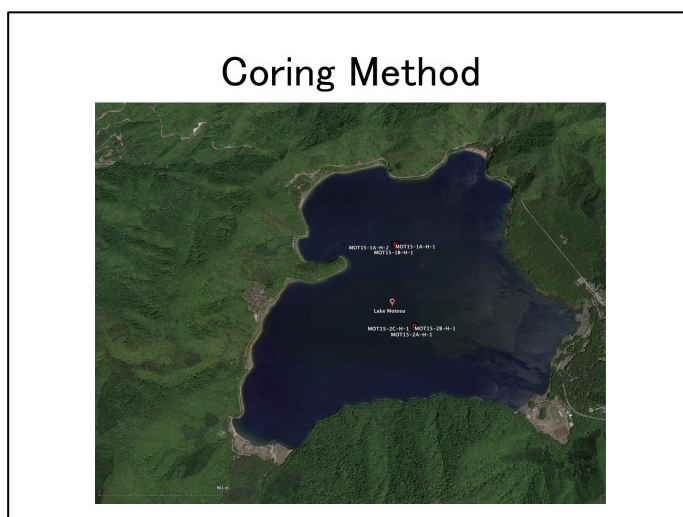 Coring Method
MOT15-1A-H-2 MOT15-1A-H-1
MOT15-1B-H-1
Lake Motosu
MOT15-2C-H-1 MOT15-2B-H-1
MOT15-2A-H-1